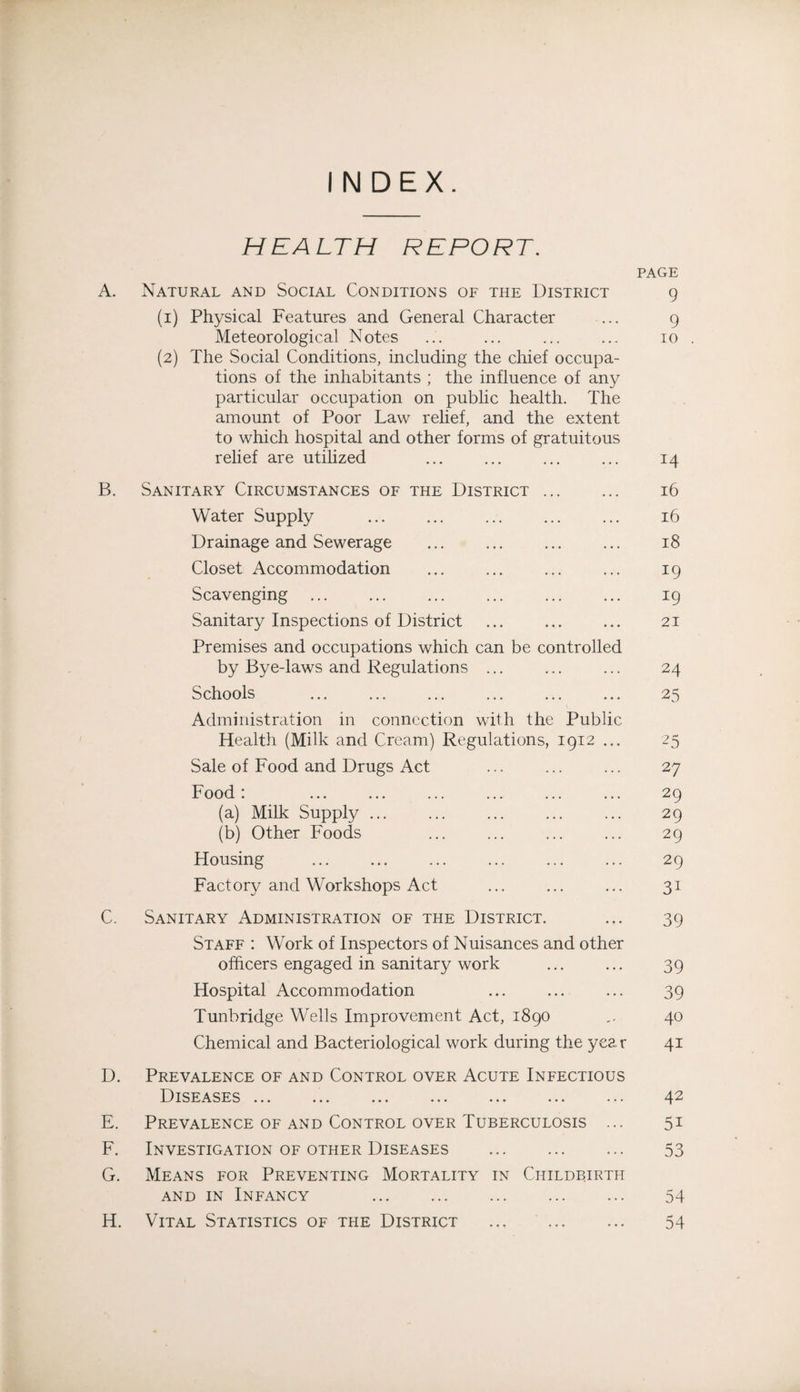 INDEX.
HEALTH REPORT.
PAGE
A. Natural and Social Conditions of the District 9
(1) Physical Features and General Character ... 9
Meteorological Notes ... ... ... ... 10 .
(2) The Social Conditions, including the chief occupa-
tions of the inhabitants ; the influence of any
particular occupation on public health. The
amount of Poor Law relief, and the extent
to which hospital and other forms of gratuitous
relief are utilized ... ... ... ... 14
B. Sanitary Circumstances of the District ... ... 16
Water Supply ... ... ... ... ... 16
Drainage and Sewerage ... ... ... ... 18
Closet Accommodation ... ... ... ... 19
Scavenging ... ... ... ... ... ... 19
Sanitary Inspections of District ... ... ... 21
Premises and occupations which can be controlled
by Bye-laws and Regulations ... ... ... 24
Schools ... ... ... ... ... ... 25
Administration in connection with the Public
Health (Milk and Cream) Regulations, 1912 ... 25
Sale of Food and Drugs Act ... ... ... 27
Food : ... ... ... ... ... ... 29
(a) Milk Supply ... ... ... ... ... 29
(b) Other Foods ... ... ... ... 29
Housing ... ... ... ... ... ... 29
Factory and Workshops Act ... ... ... 31
C. Sanitary Administration of the District. ... 39
Staff : Work of Inspectors of Nuisances and other
officers engaged in sanitary work ... ... 39
Hospital Accommodation ... ... ... 39
Tunbridge Wells Improvement Act, 1890 .. 40
Chemical and Bacteriological work during the year 41
D. Prevalence of and Control over Acute Infectious
Diseases ... ... ... ... ... ... ... 42
E. Prevalence of and Control over Tuberculosis ... 51
F. Investigation of other Diseases ... ... ... 53
G. Means for Preventing Mortality in Childbirth
and in Infancy ... ... ... ... ... 54
H. Vital Statistics of the District ... ... ... 54